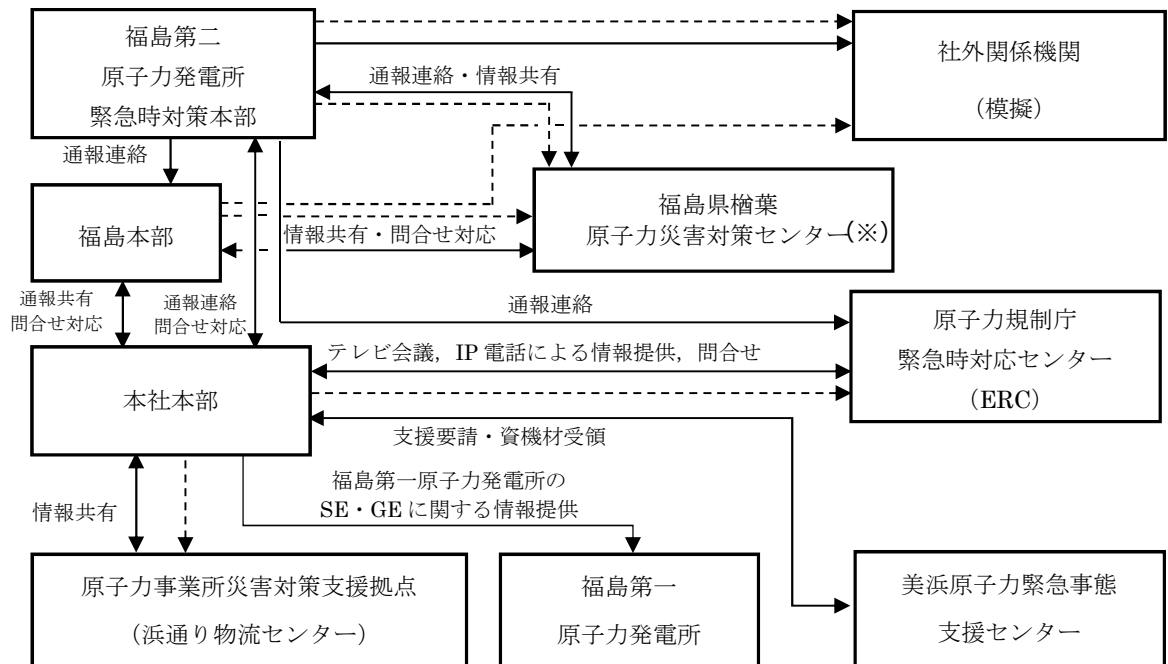 福島第二
原子力発電所
緊急時対策本部
社外関係機関
（模擬）
通報連絡・情報共有
通報連絡
福島本部
福島県楢葉
原子力災害対策センター(※)
情報共有・問合せ対応
通報共有
問合せ対応
通報連絡
問合せ対応
通報連絡
原子力規制庁
緊急時対応センター
（ERC）
テレビ会議，IP 電話による情報提供，問合せ
本社本部
支援要請・資機材受領
福島第一原子力発電所の
SE・GE に関する情報提供
情報共有
原子力事業所災害対策支援拠点
（浜通り物流センター）
福島第一
原子力発電所
美浜原子力緊急事態
支援センター